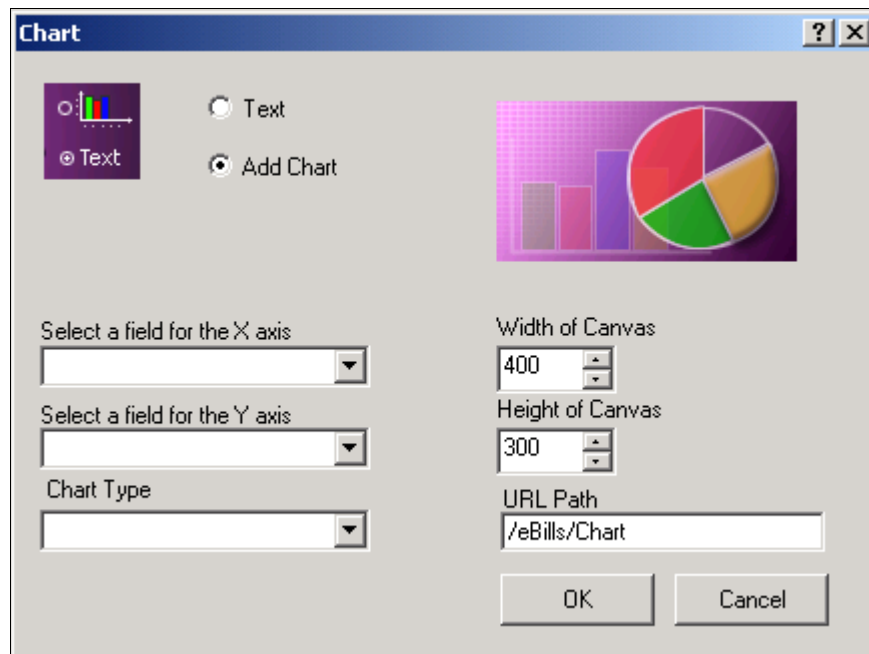 Chart
Text
Text
Add Chart
Select a field for the X axis
Select a field for the Y axis
Chart Type
Width of Canvas
400
Height of Canvas
300
URL Path
/eBills/Chart
OK
Cancel